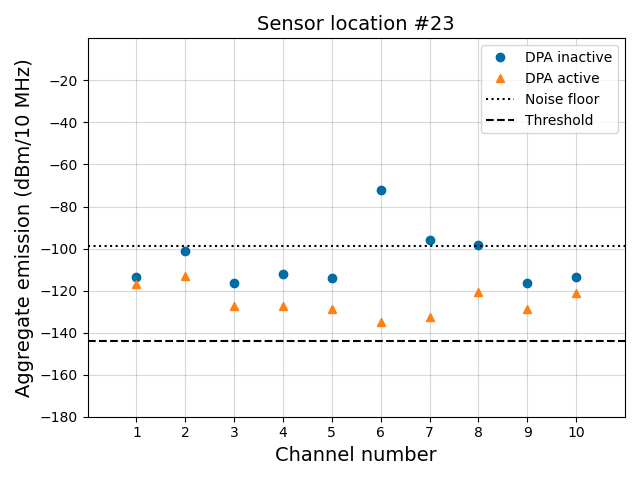 Sensor location #23
DPA inactive
DPA active
Noise floor
Threshold
Aggregate emission (dBm/10 MHz)
−20
−40
−60
−80
−100
−120
−140
−160
−180
1 2 3 4 5 6 7 8 9 10
Channel number